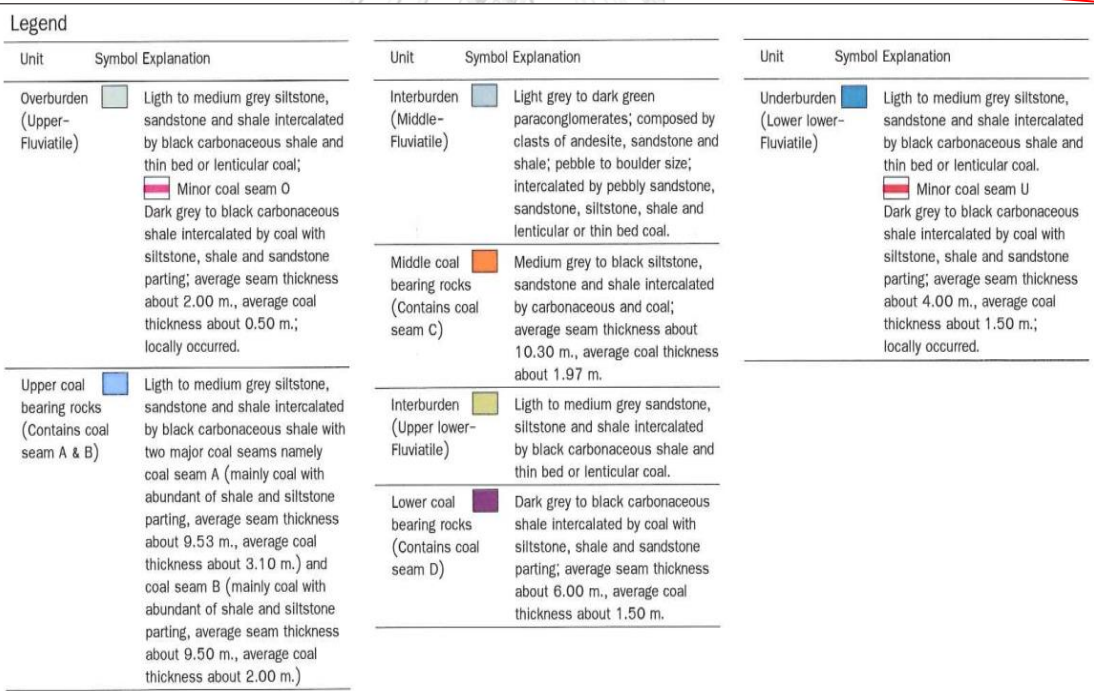 Legend
Unit Symbol Explanation
Overburden
(Upper-
Fluviatile)
Ligth to medium grey siltstone,
sandstone and shale intercalated
by black carbonaceous shale and
thin bed or lenticular coal;
Minor coal seam O
Dark grey to black carbonaceous
shale intercalated by coal with
siltstone, shale and sandstone
parting; average seam thickness
about 2.00 m., average coal
thickness about 0.50 m.;
locally occurred.
Upper coal
bearing rocks
(Contains coal
seam A & B)
Ligth to medium grey siltstone,
sandstone and shale intercalated
by black carbonaceous shale with
two major coal seams namely
coal seam A (mainly coal with
abundant of shale and siltstone
parting, average seam thickness
about 9.53 m., average coal
thickness about 3.10 m.) and
coal seam B (mainly coal with
abundant of shale and siltstone
parting, average seam thickness
about 9.50 m., average coal
thickness about 2.00 m.)
Unit Symbol Explanation
Interburden
(Middle-
Fluviatile)
Light grey to dark green
paraconglomerates; composed by
clasts of andesite, sandstone and
shale; pebble to boulder size;
intercalated by pebbly sandstone,
sandstone, siltstone, shale and
lenticular or thin bed coal.
Middle coal
bearing rocks
(Contains coal
seam C)
Medium grey to black siltstone,
sandstone and shale intercalated
by carbonaceous and coal;
average seam thickness about
10.30 m., average coal thickness
about 1.97 m.
Interburden
(Upper lower-
Fluviatile)
Ligth to medium grey sandstone,
siltstone and shale intercalated
by black carbonaceous shale and
thin bed or lenticular coal.
Lower coal
bearing rocks
(Contains coal
seam D)
Dark grey to black carbonaceous
shale intercalated by coal with
siltstone, shale and sandstone
parting; average seam thickness
about 6.00 m., average coal
thickness about 1.50 m.
Unit Symbol Explanation
Underburden
(Lower lower-
Fluviatile)
Ligth to medium grey siltstone,
sandstone and shale intercalated
by black carbonaceous shale and
thin bed or lenticular coal.
Minor coal seam U
Dark grey to black carbonaceous
shale intercalated by coal with
siltstone, shale and sandstone
parting; average seam thickness
about 4.00 m., average coal
thickness about 1.50 m.;
locally occurred.